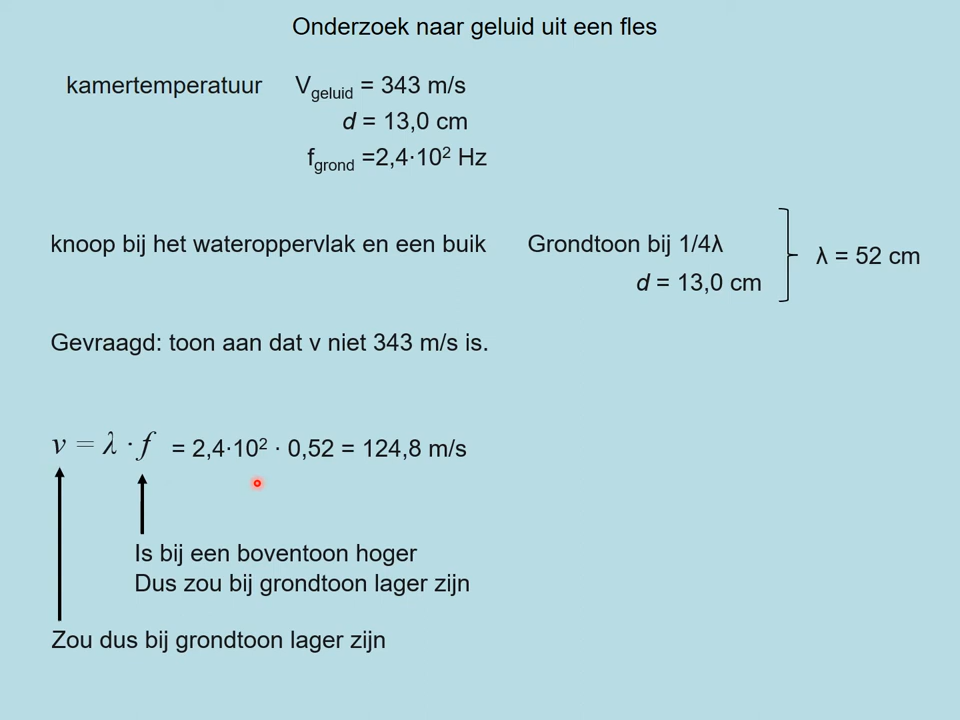 Onderzoek naar geluid uit een fles
kamertemperatuur Vgeluid = 343 m/s
d = 13,0 cm
fgrond =2,4·10² Hz
knoop bij het wateroppervlak en een buik Grondtoon bij 1/4λ
d = 13,0 cm
λ = 52 cm
Gevraagd: toon aan dat v niet 343 m/s is.
v = λ · f = 2,4·10² · 0,52 = 124,8 m/s
Is bij een boventoon hoger
Dus zou bij grondtoon lager zijn
Zou dus bij grondtoon lager zijn